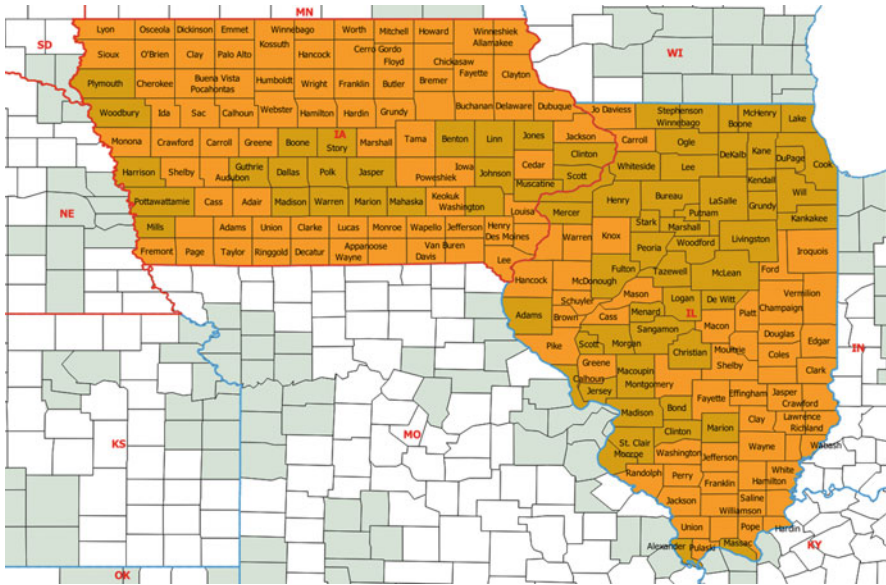 MN
Lyon Osceola Dickinson Emmet Winnebago Worth Mitchell Howard Winneshiek
Kossuth Allamakee
SD Sioux O'Brien Clay Palo Alto Hancock Cerro Gordo
Floyd Chickasaw
WI
Plymouth Cherokee Buena Vista Humboldt Wright Franklin Butler Bremer Fayette Clayton
Pocahontas
Woodbury Ida Sac Calhoun Webster Hamilton Hardin Grundy Buchanan Delaware Dubuque Jo Daviess Stephenson McHenry Lake
Winnebago Boone
Monona Crawford Carroll Greene Boone IA Marshall Tama Benton Linn Jones Jackson Carroll Ogle DeKalb Kane DuPage Cook
Story
Harrison Shelby Guthrie Dallas Polk Jasper Iowa Johnson Cedar Clinton Whiteside Lee Kendall Will
Audubon Poweshiek Scott
Muscatine
NE Pottawattamie Cass Adair Madison Warren Marion Mahaska Keokuk Washington Louisa Mercer Henry Bureau LaSalle Grundy Kankakee
Putnam
Mills Adams Union Clarke Lucas Monroe Wapello Jefferson Henry Warren Knox Stark Marshall Livingston Iroquois
Des Moines Peoria Woodford
Fremont Page Taylor Ringgold Decatur Appanoose Van Buren Lee
Wayne Davis
Hancock McDonough Fulton Tazewell McLean Ford
Schuyler Mason Logan De Witt Vermilion
Adams Brown Cass Menard IL Piatt Champaign
Sangamon Macon
Pike Scott Morgan Christian Moultrie Douglas Edgar IN
Shelby Coles
Greene Macoupin Clark
Calhoun Montgomery
Jersey Fayette Effingham Jasper
Crawford
Madison Bond Clay Lawrence
Richland
KS MO Clinton Marion Wabash
St. Clair Wayne
Monroe Washington Jefferson
Randolph Perry White
Franklin Hamilton
Jackson Saline
Williamson
Union Pope Hardin
Alexander Pulaski Massac KY
OK